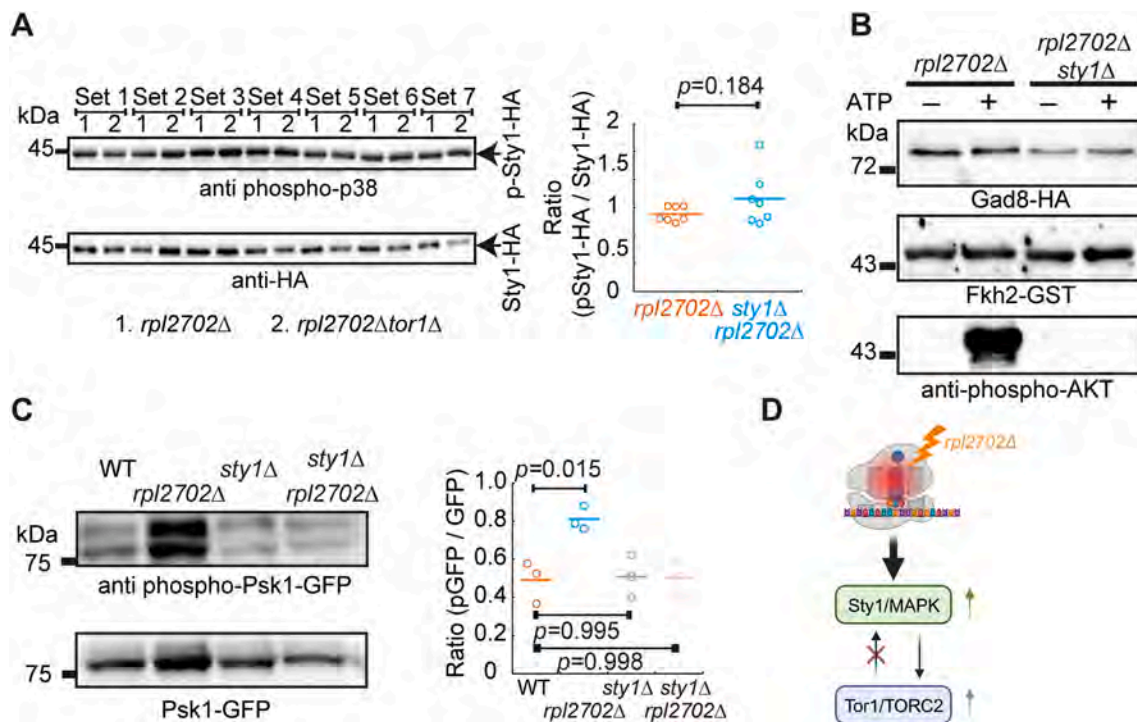 A
Set 1 Set 2 Set 3 Set 4 Set 5 Set 6 Set 7
kDa
1 2 1 2 1 2 1 2 1 2 1 2 1 2
45
p-Sty1-HA
anti phospho-p38
45
Sty1-HA
anti-HA
1. rpl2702Δ 2. rpl2702Δtor1Δ
p=0.184
Ratio
(pSty1-HA / Sty1-HA)
2
1.5
1
0.5
0
rpl2702Δ sty1Δ
rpl2702Δ
B
rpl2702Δ rpl2702Δ
sty1Δ
ATP – + – +
kDa
72
Gad8-HA
43
Fkh2-GST
43
anti-phospho-AKT
C
WT rpl2702Δ sty1Δ sty1Δ
rpl2702Δ
kDa
75
anti phospho-Psk1-GFP
75
Psk1-GFP
p=0.015
Ratio (pGFP / GFP)
1.0
0.8
0.6
0.4
0.2
0
p=0.995
p=0.998
WT sty1Δ sty1Δ
rpl2702Δ rpl2702Δ
D
rpl2702Δ
Sty1/MAPK
Tor1/TORC2